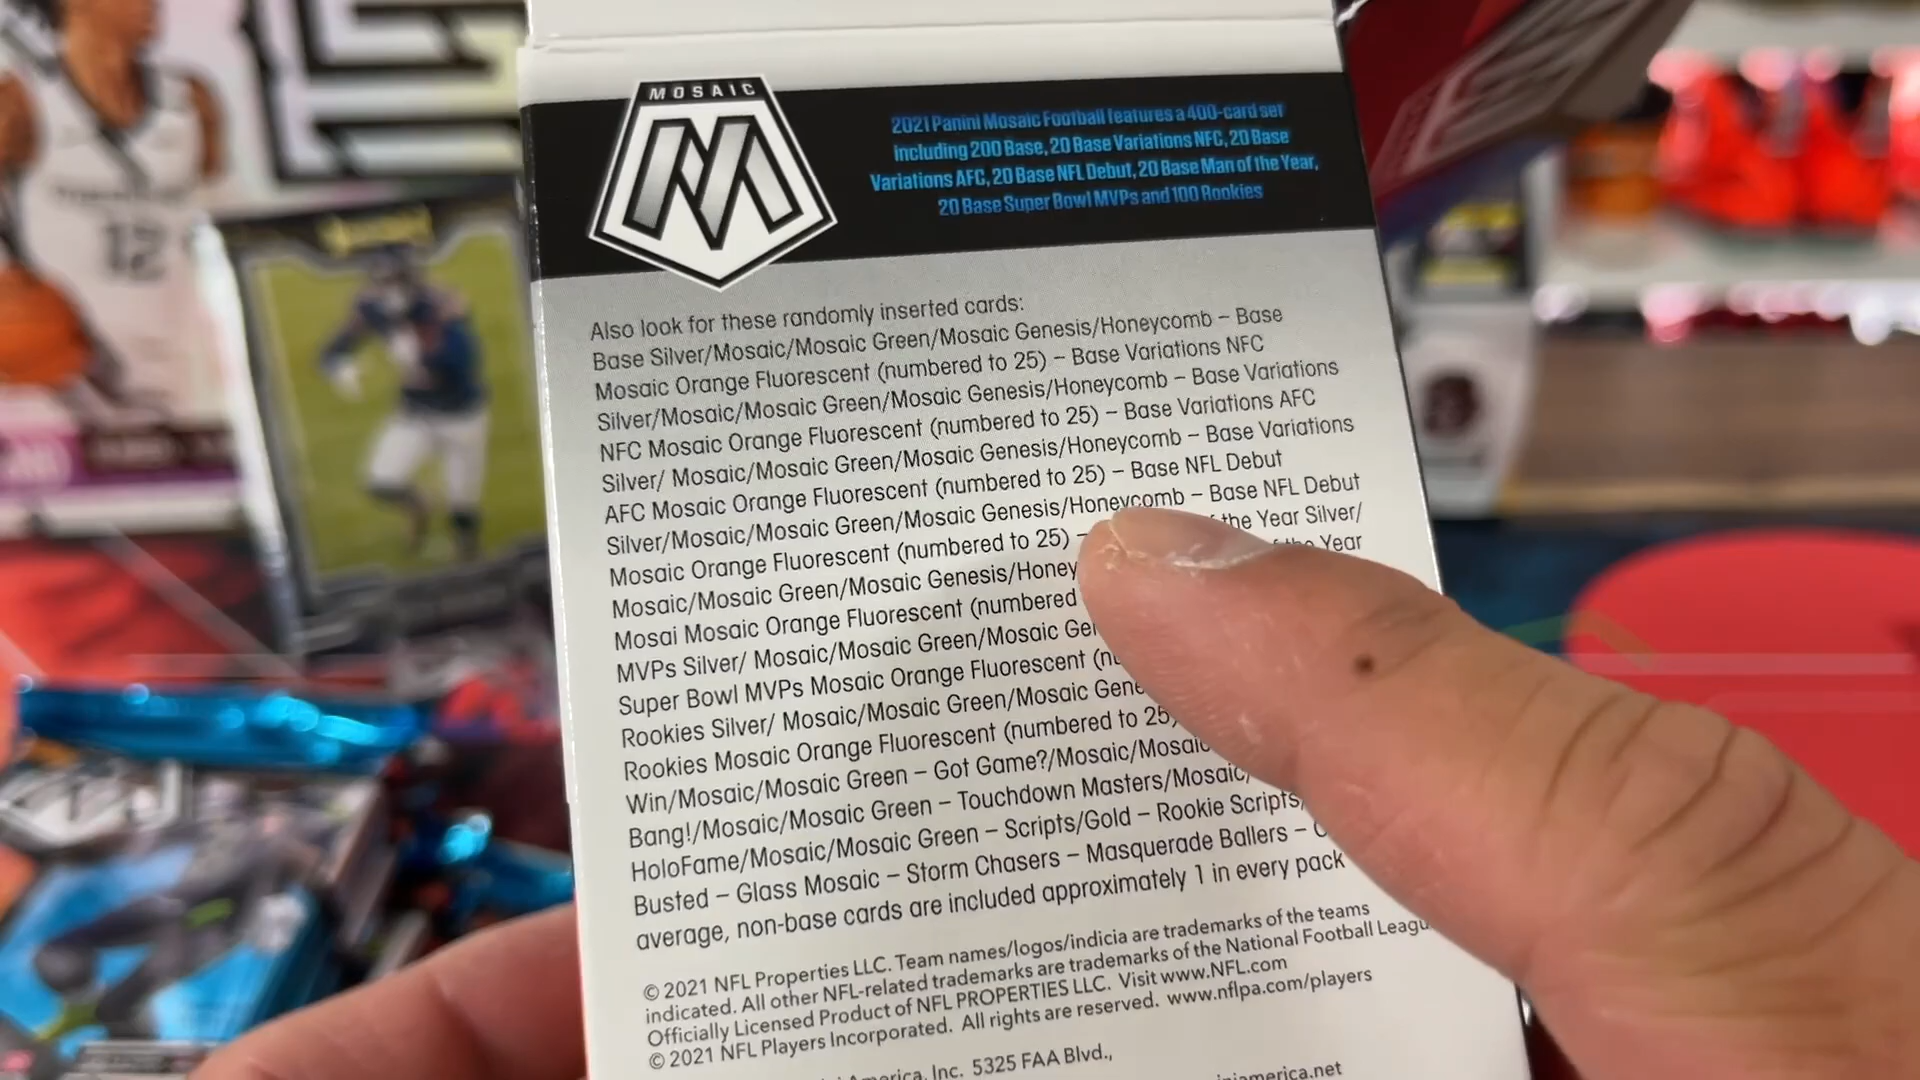 MOSAIC
M
2021 Panini Mosaic Football features a 400-card set
including 200 Base, 20 Base Variations NFC, 20 Base
Variations AFC, 20 Base NFL Debut, 20 Base Man of the Year,
20 Base Super Bowl MVPs and 100 Rookies
Also look for these randomly inserted cards:
Base Silver/Mosaic/Mosaic Green/Mosaic Genesis/Honeycomb – Base
Mosaic Orange Fluorescent (numbered to 25) – Base Variations NFC
Silver/Mosaic/Mosaic Green/Mosaic Genesis/Honeycomb – Base Variations
NFC Mosaic Orange Fluorescent (numbered to 25) – Base Variations AFC
Silver/ Mosaic/Mosaic Green/Mosaic Genesis/Honeycomb – Base Variations
AFC Mosaic Orange Fluorescent (numbered to 25) – Base NFL Debut
Silver/Mosaic/Mosaic Green/Mosaic Genesis/Honeycomb – Base NFL Debut
Mosaic Orange Fluorescent (numbered to 25) – the Year Silver/
Mosaic/Mosaic Green/Mosaic Genesis/Honey of the Year
Mosai Mosaic Orange Fluorescent (numbered
MVPs Silver/ Mosaic/Mosaic Green/Mosaic Ge
Super Bowl MVPs Mosaic Orange Fluorescent (nu
Rookies Silver/ Mosaic/Mosaic Green/Mosaic Gene
Rookies Mosaic Orange Fluorescent (numbered to 25)
Win/Mosaic/Mosaic Green – Got Game?/Mosaic/Mosaic
Bang!/Mosaic/Mosaic Green – Touchdown Masters/Mosaic/
HoloFame/Mosaic/Mosaic Green – Scripts/Gold – Rookie Scripts/
Busted – Glass Mosaic – Storm Chasers – Masquerade Ballers –
average, non-base cards are included approximately 1 in every pack
© 2021 NFL Properties LLC. Team names/logos/indicia are trademarks of the teams
indicated. All other NFL-related trademarks are trademarks of the National Football Leagu
Officially Licensed Product of NFL PROPERTIES LLC. Visit www.NFL.com
© 2021 NFL Players Incorporated. All rights are reserved. www.nflpa.com/players
America, Inc. 5325 FAA Blvd.,
iniamerica.net
12